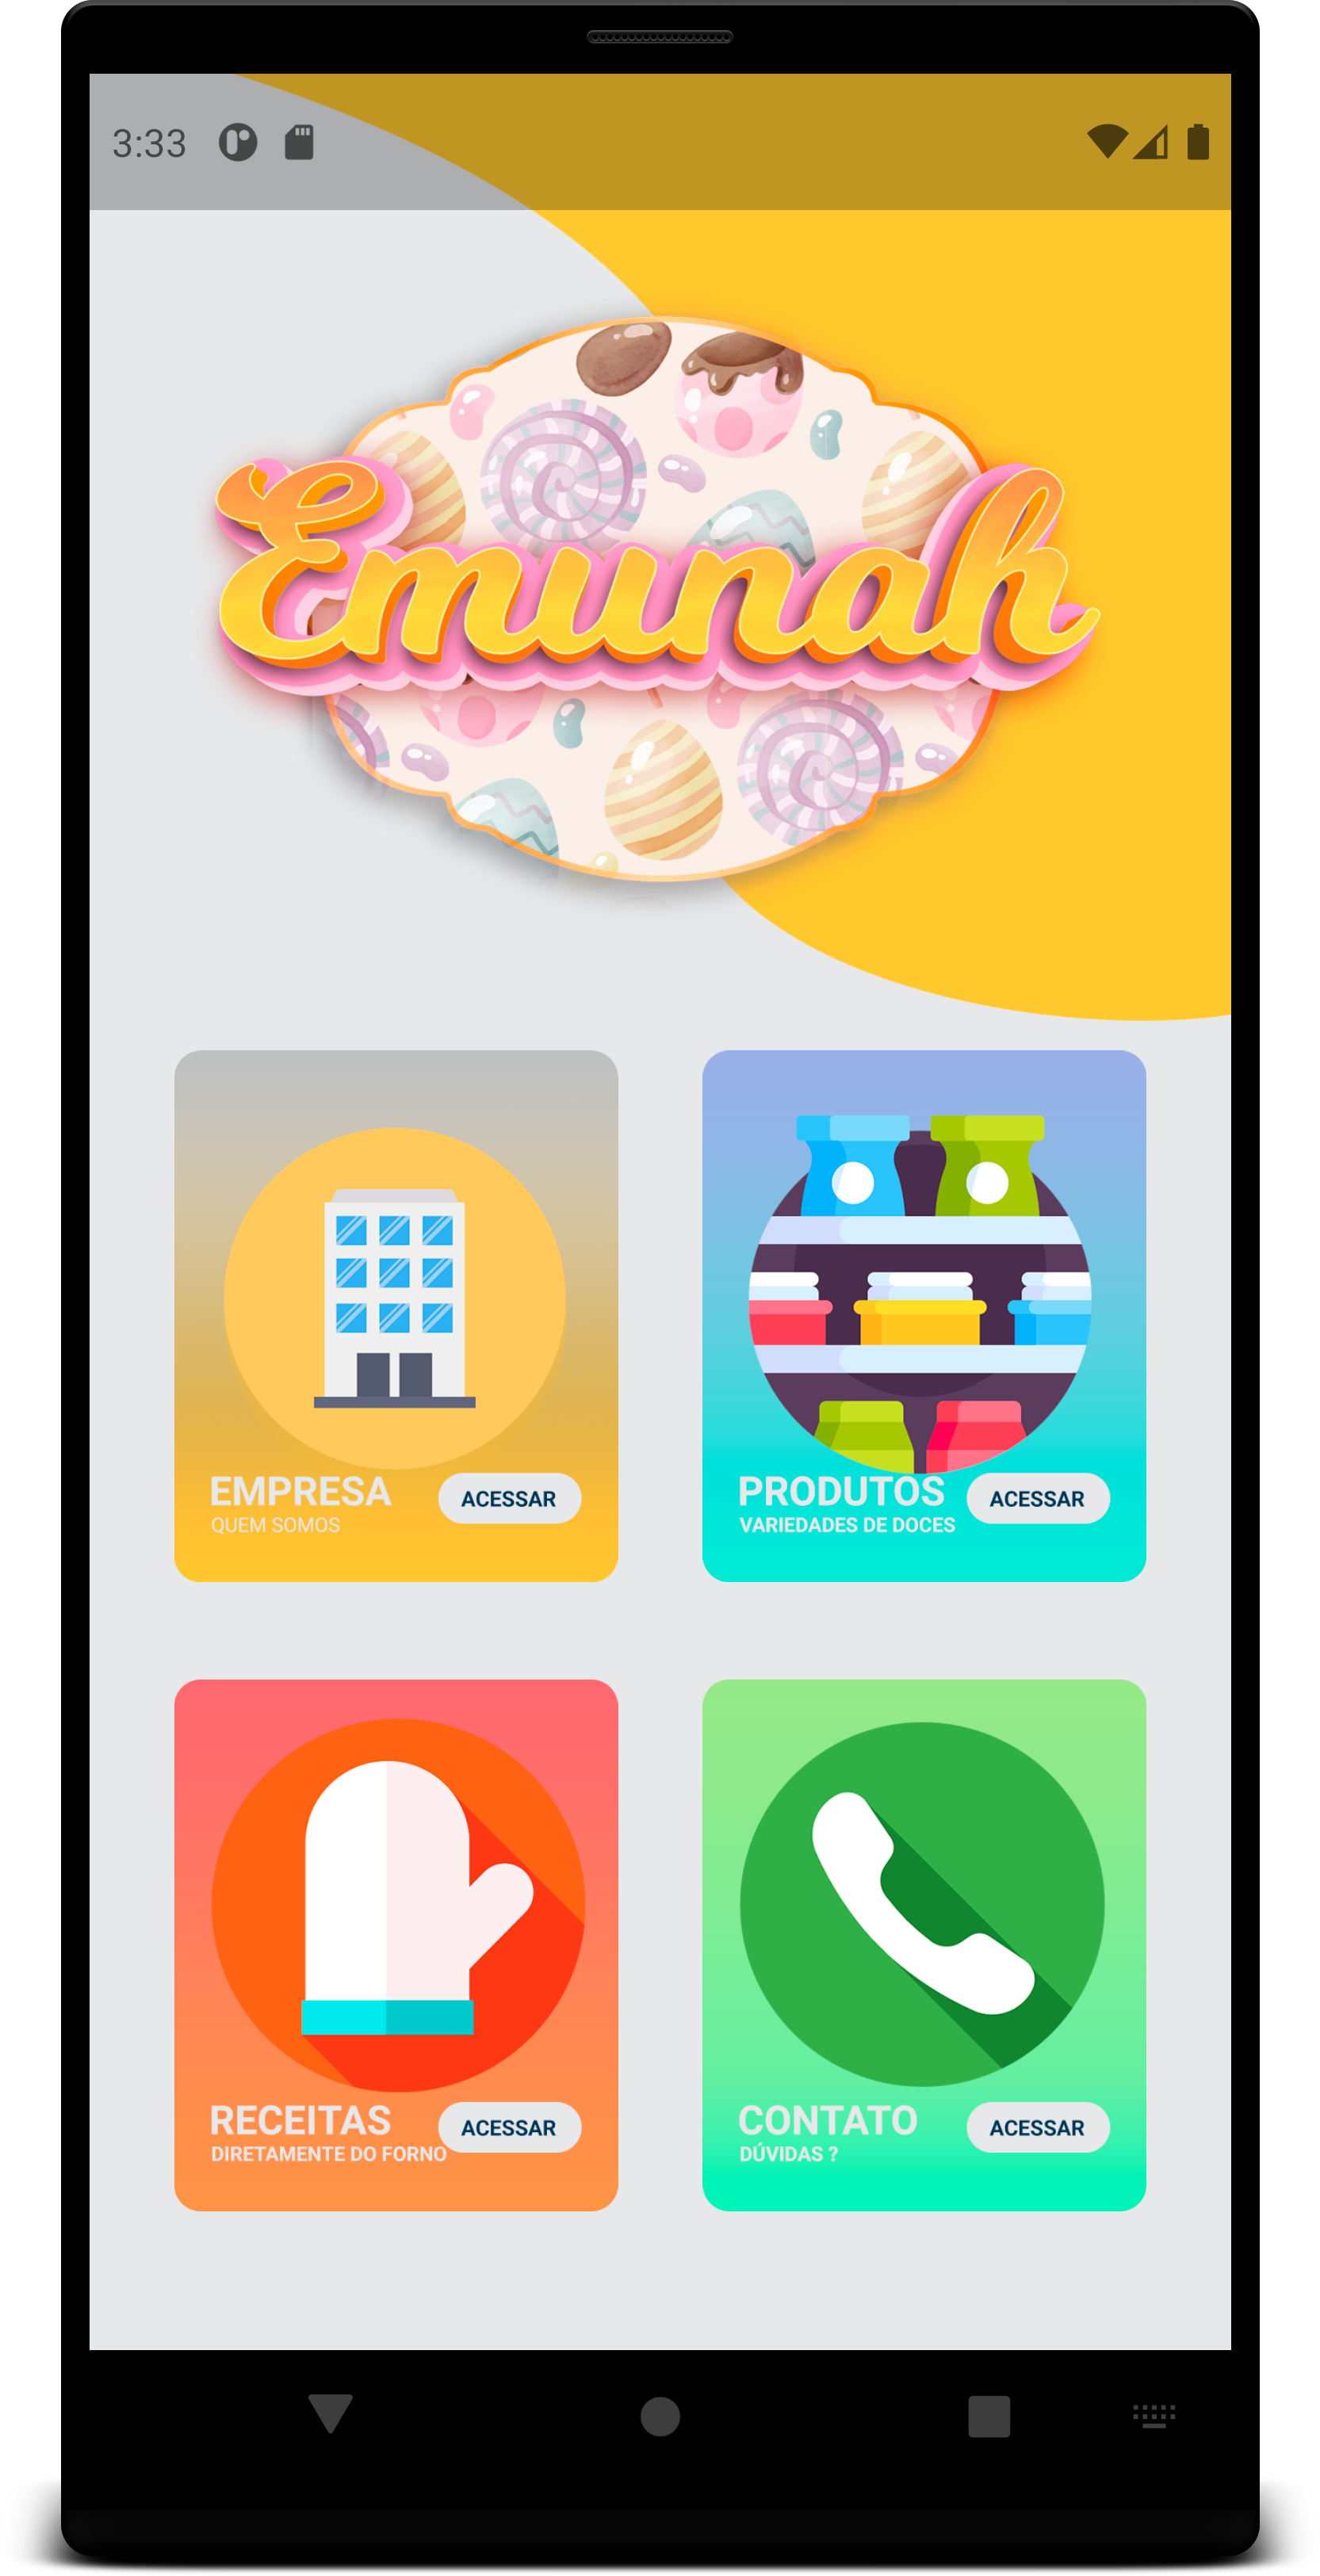 3:33
Emunah
EMPRESA
ACESSAR
QUEM SOMOS
PRODUTOS
ACESSAR
VARIEDADES DE DOCES
RECEITAS
ACESSAR
DIRETAMENTE DO FORNO
CONTATO
ACESSAR
DÚVIDAS ?